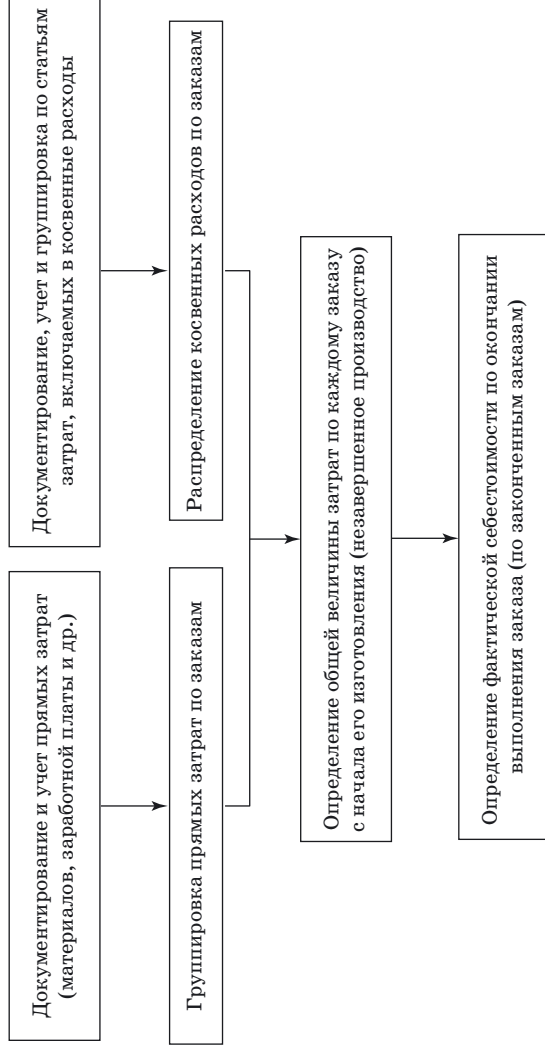 Документирование и учет прямых затрат
(материалов, заработной платы и др.)
Документирование, учет и группировка по статьям
затрат, включаемых в косвенные расходы
Группировка прямых затрат по заказам
Распределение косвенных расходов по заказам
Определение общей величины затрат по каждому заказу
с начала его изготовления (незавершенное производство)
Определение фактической себестоимости по окончании
выполнения заказа (по законченным заказам)